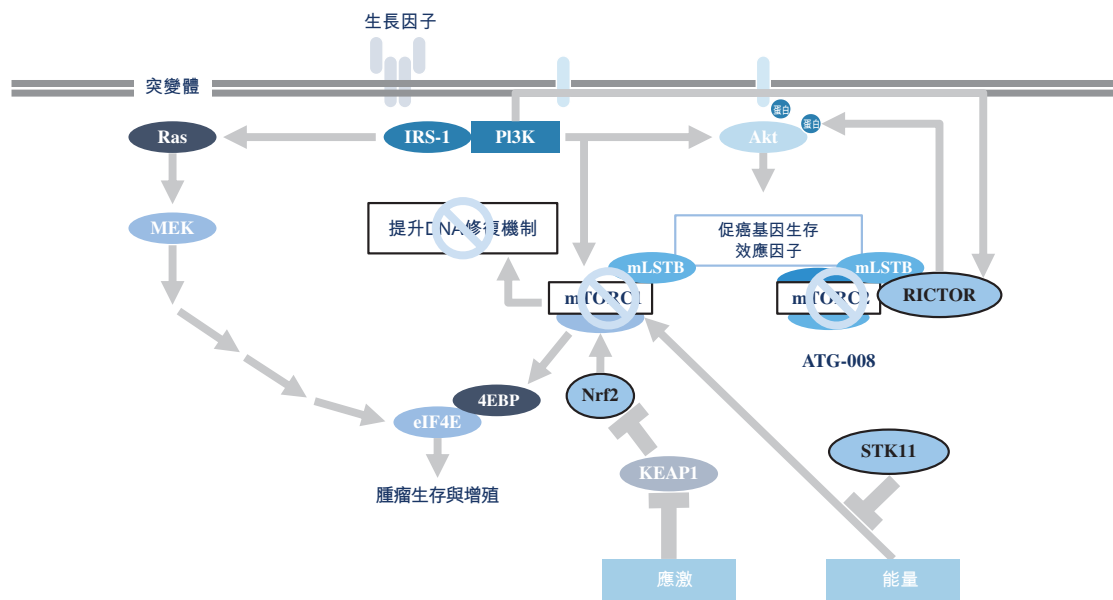 生長因子
突變體
蛋白
蛋白
Ras
IRS-1
PI3K
Akt
MEK
提升DNA修復機制
促癌基因生存
效應因子
mLSTB
mLSTB
mTORC1
mTORC2
RICTOR
ATG-008
Nrf2
4EBP
eIF4E
STK11
KEAP1
腫瘤生存與增殖
應激
能量